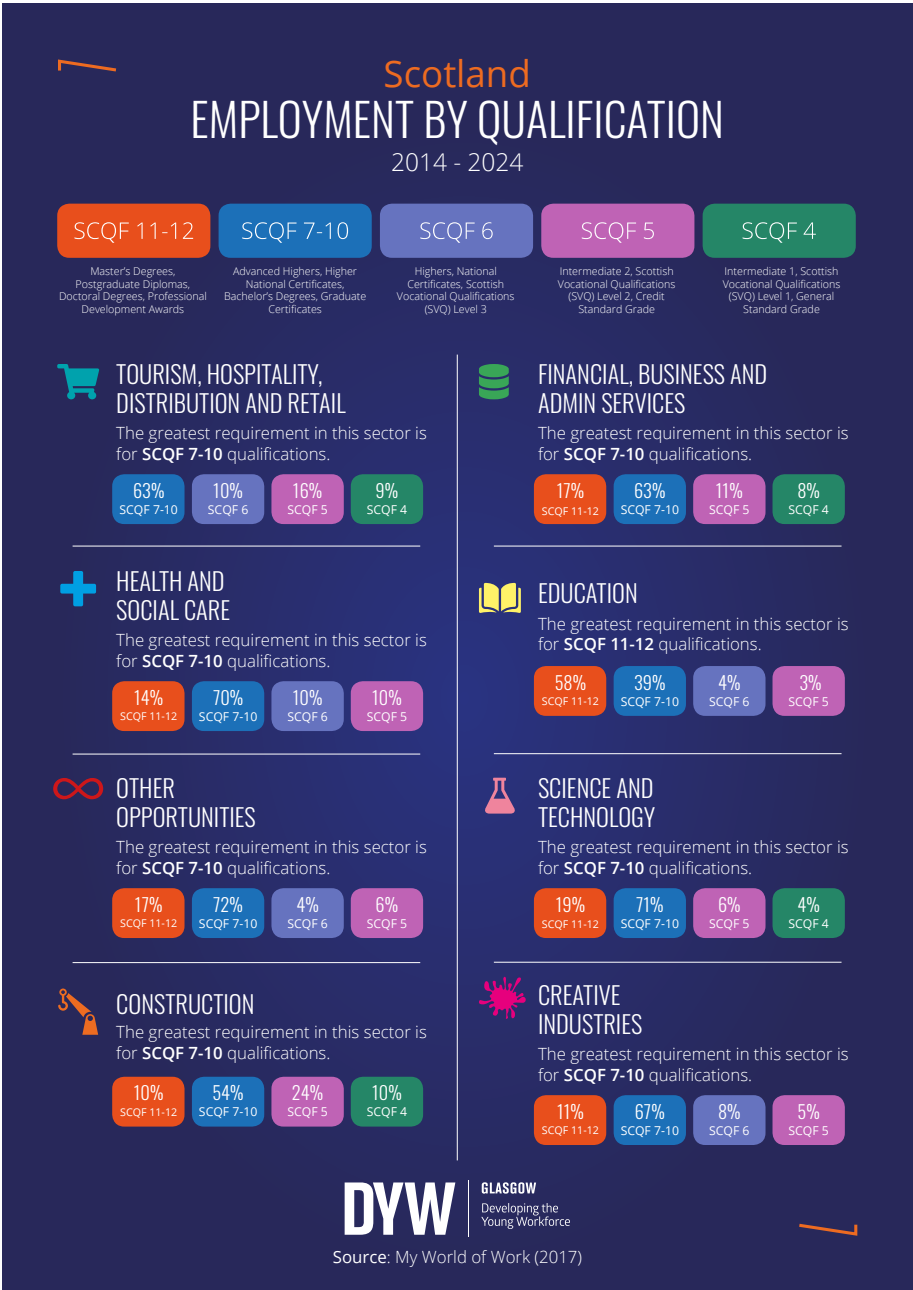 Scotland
EMPLOYMENT BY QUALIFICATION
2014 - 2024
SCQF 11-12
Master's Degrees,
Postgraduate Diplomas,
Doctoral Degrees, Professional
Development Awards
SCQF 7-10
Advanced Highers, Higher
National Certificates,
Bachelor's Degrees, Graduate
Certificates
SCQF 6
Highers, National
Certificates, Scottish
Vocational Qualifications
(SVQ) Level 3
SCQF 5
Intermediate 2, Scottish
Vocational Qualifications
(SVQ) Level 2, Credit
Standard Grade
SCQF 4
Intermediate 1, Scottish
Vocational Qualifications
(SVQ) Level 1, General
Standard Grade
TOURISM, HOSPITALITY,
DISTRIBUTION AND RETAIL
The greatest requirement in this sector is
for SCQF 7-10 qualifications.
63%
SCQF 7-10
10%
SCQF 6
16%
SCQF 5
9%
SCQF 4
HEALTH AND
SOCIAL CARE
The greatest requirement in this sector is
for SCQF 7-10 qualifications.
14%
SCQF 11-12
70%
SCQF 7-10
10%
SCQF 6
10%
SCQF 5
OTHER
OPPORTUNITIES
The greatest requirement in this sector is
for SCQF 7-10 qualifications.
17%
SCQF 11-12
72%
SCQF 7-10
4%
SCQF 6
6%
SCQF 5
CONSTRUCTION
The greatest requirement in this sector is
for SCQF 7-10 qualifications.
10%
SCQF 11-12
54%
SCQF 7-10
24%
SCQF 5
10%
SCQF 4
FINANCIAL, BUSINESS AND
ADMIN SERVICES
The greatest requirement in this sector is
for SCQF 7-10 qualifications.
17%
SCQF 11-12
63%
SCQF 7-10
11%
SCQF 5
8%
SCQF 4
EDUCATION
The greatest requirement in this sector is
for SCQF 11-12 qualifications.
58%
SCQF 11-12
39%
SCQF 7-10
4%
SCQF 6
3%
SCQF 5
SCIENCE AND
TECHNOLOGY
The greatest requirement in this sector is
for SCQF 7-10 qualifications.
19%
SCQF 11-12
71%
SCQF 7-10
6%
SCQF 5
4%
SCQF 4
CREATIVE
INDUSTRIES
The greatest requirement in this sector is
for SCQF 7-10 qualifications.
11%
SCQF 11-12
67%
SCQF 7-10
8%
SCQF 6
5%
SCQF 5
DYW
GLASGOW
Developing the
Young Workforce
Source: My World of Work (2017)